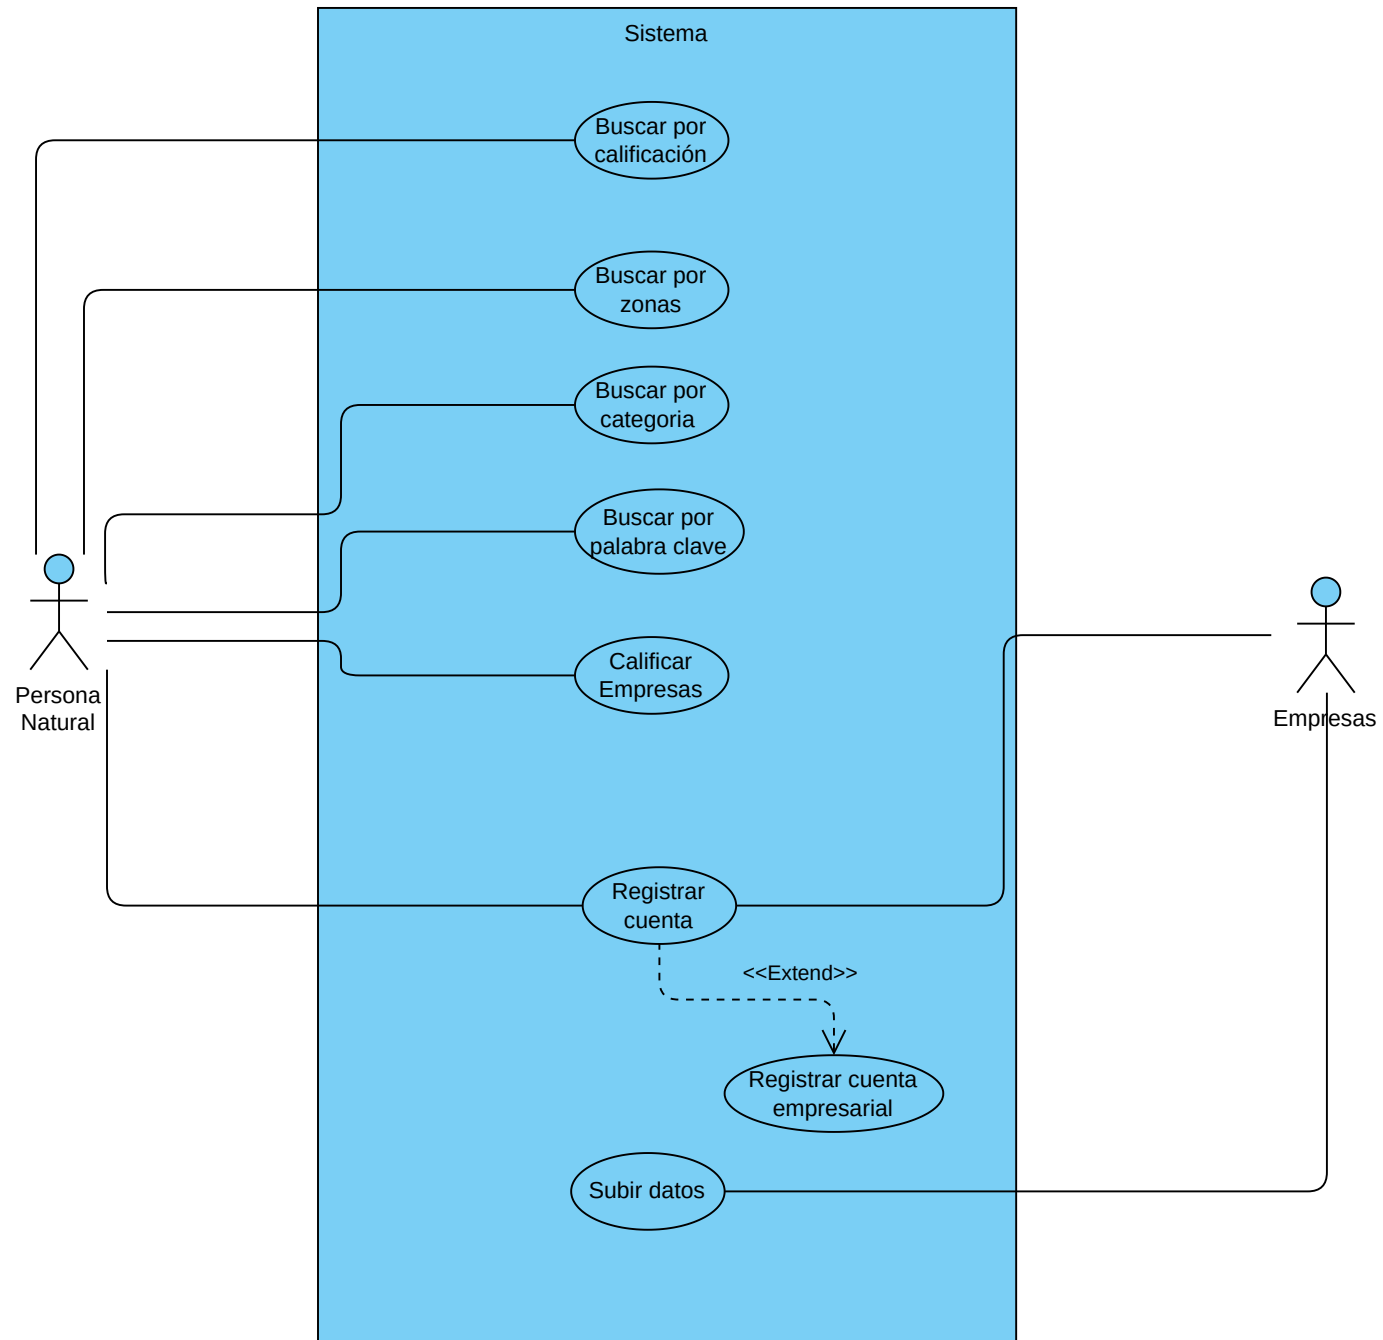 Sistema
Buscar por
calificación
Buscar por
zonas
Buscar por
categoria
Buscar por
palabra clave
Calificar
Empresas
Persona
Natural
Empresas
Registrar
cuenta
<<Extend>>
Registrar cuenta
empresarial
Subir datos